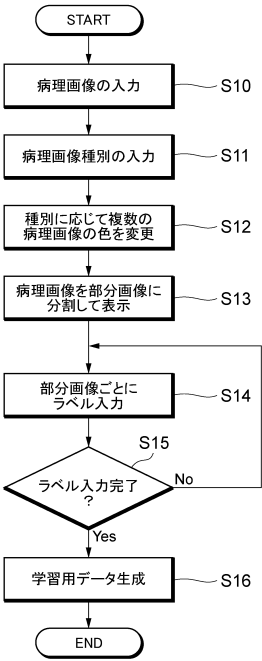 START
病理画像の入力
S10
病理画像種別の入力
S11
種別に応じて複数の
病理画像の色を変更
S12
病理画像を部分画像に
分割して表示
S13
部分画像ごとに
ラベル入力
S14
S15
ラベル入力完了
?
No
Yes
学習用データ生成
S16
END